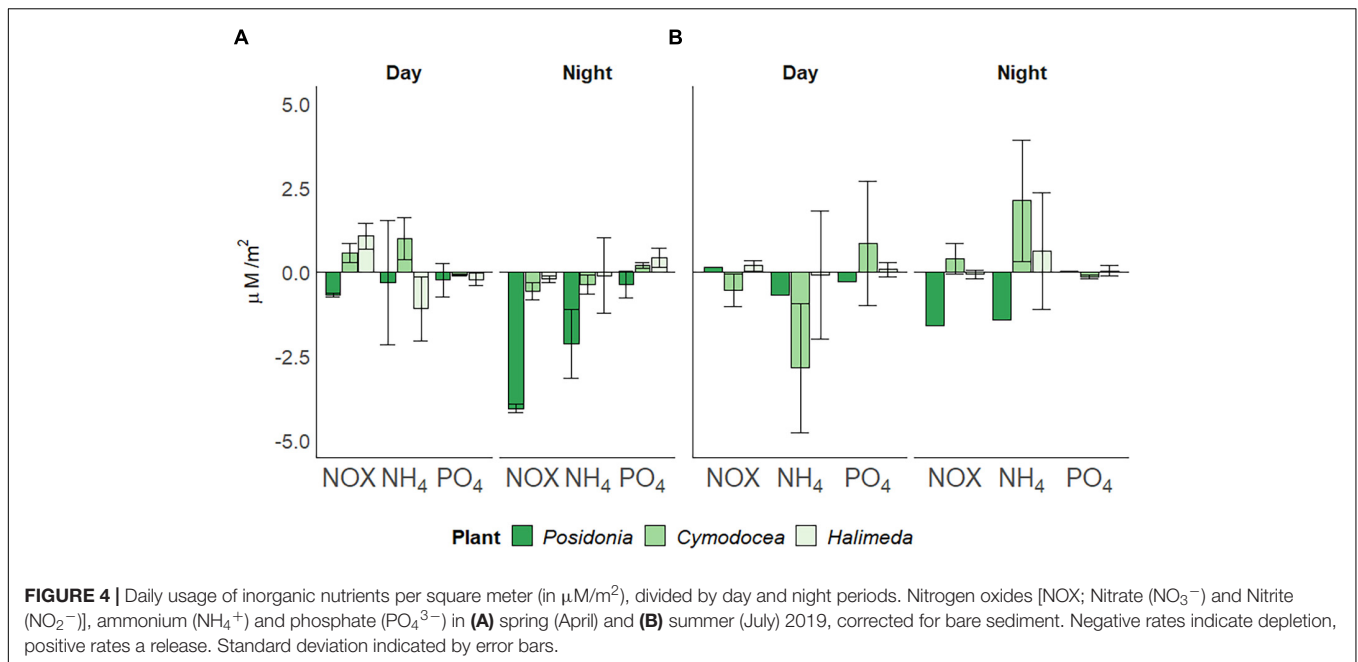 A B
Day Night Day Night
5.0
2.5
0.0
-2.5
-5.0
μM/m²
NOX NH₄ PO₄ NOX NH₄ PO₄ NOX NH₄ PO₄ NOX NH₄ PO₄
Plant Posidonia Cymodocea Halimeda
FIGURE 4 | Daily usage of inorganic nutrients per square meter (in μM/m²), divided by day and night periods. Nitrogen oxides [NOX; Nitrate (NO₃⁻) and Nitrite
(NO₂⁻)], ammonium (NH₄⁺) and phosphate (PO₄³⁻) in (A) spring (April) and (B) summer (July) 2019, corrected for bare sediment. Negative rates indicate depletion,
positive rates a release. Standard deviation indicated by error bars.